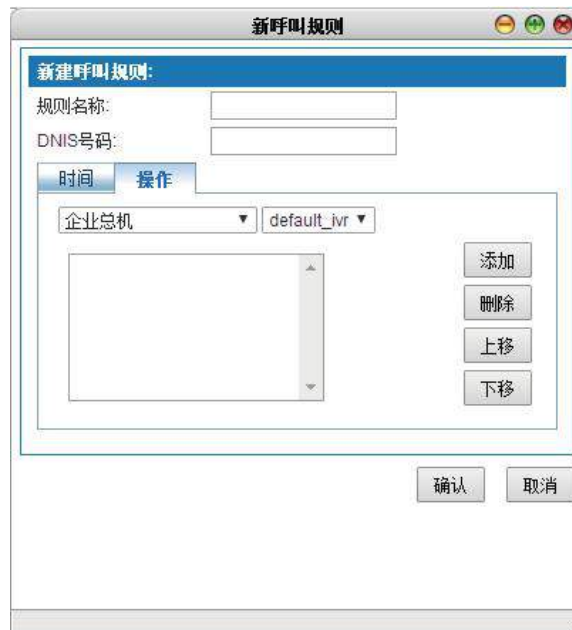 新呼叫规则
新建呼叫规则:
规则名称:
DNIS号码:
时间 操作
企业总机 default_ivr
添加
删除
上移
下移
确认 取消